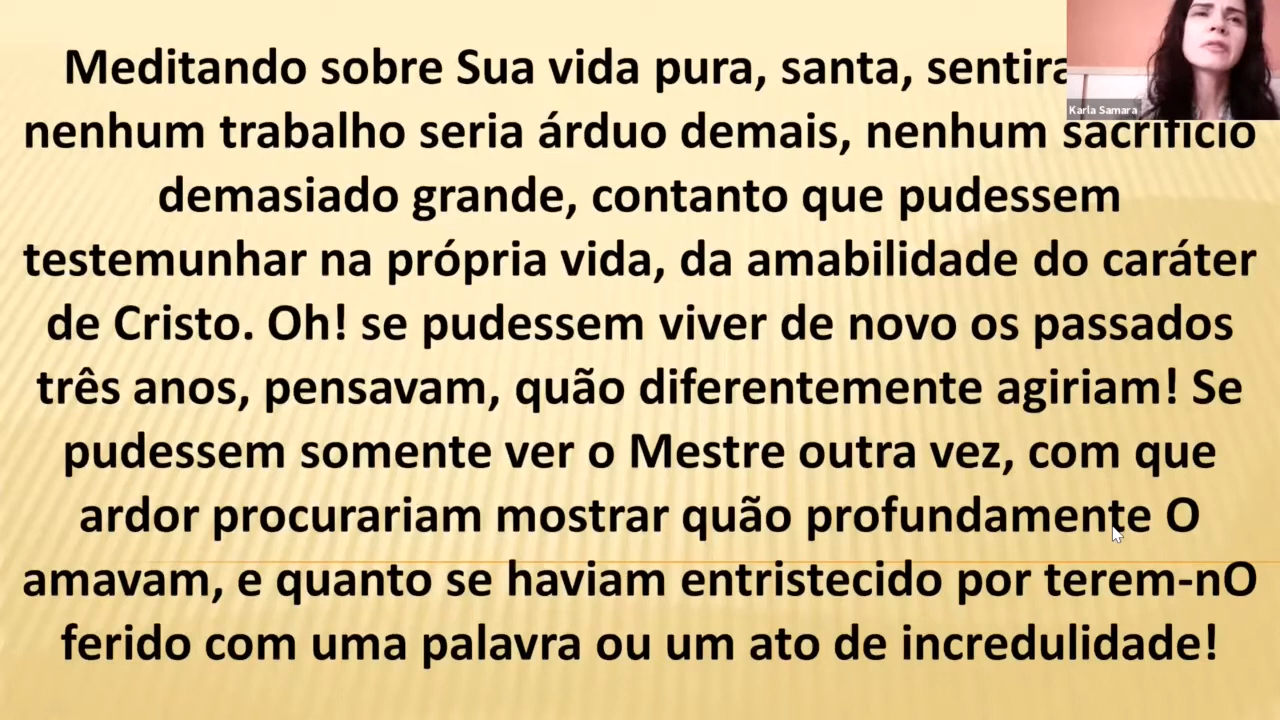 Meditando sobre Sua vida pura, santa,
Karla Samara
nenhum trabalho seria árduo demais, nenhum sacrifício
demasiado grande, contanto que pudessem
testemunhar na própria vida, da amabilidade do caráter
de Cristo. Oh! se pudessem viver de novo os passados
três anos, pensavam, quão diferentemente agiriam! Se
pudessem somente ver o Mestre outra vez, com que
ardor procurariam mostrar quão profundamente O
amavam, e quanto se haviam entristecido por terem-nO
ferido com uma palavra ou um ato de incredulidade!